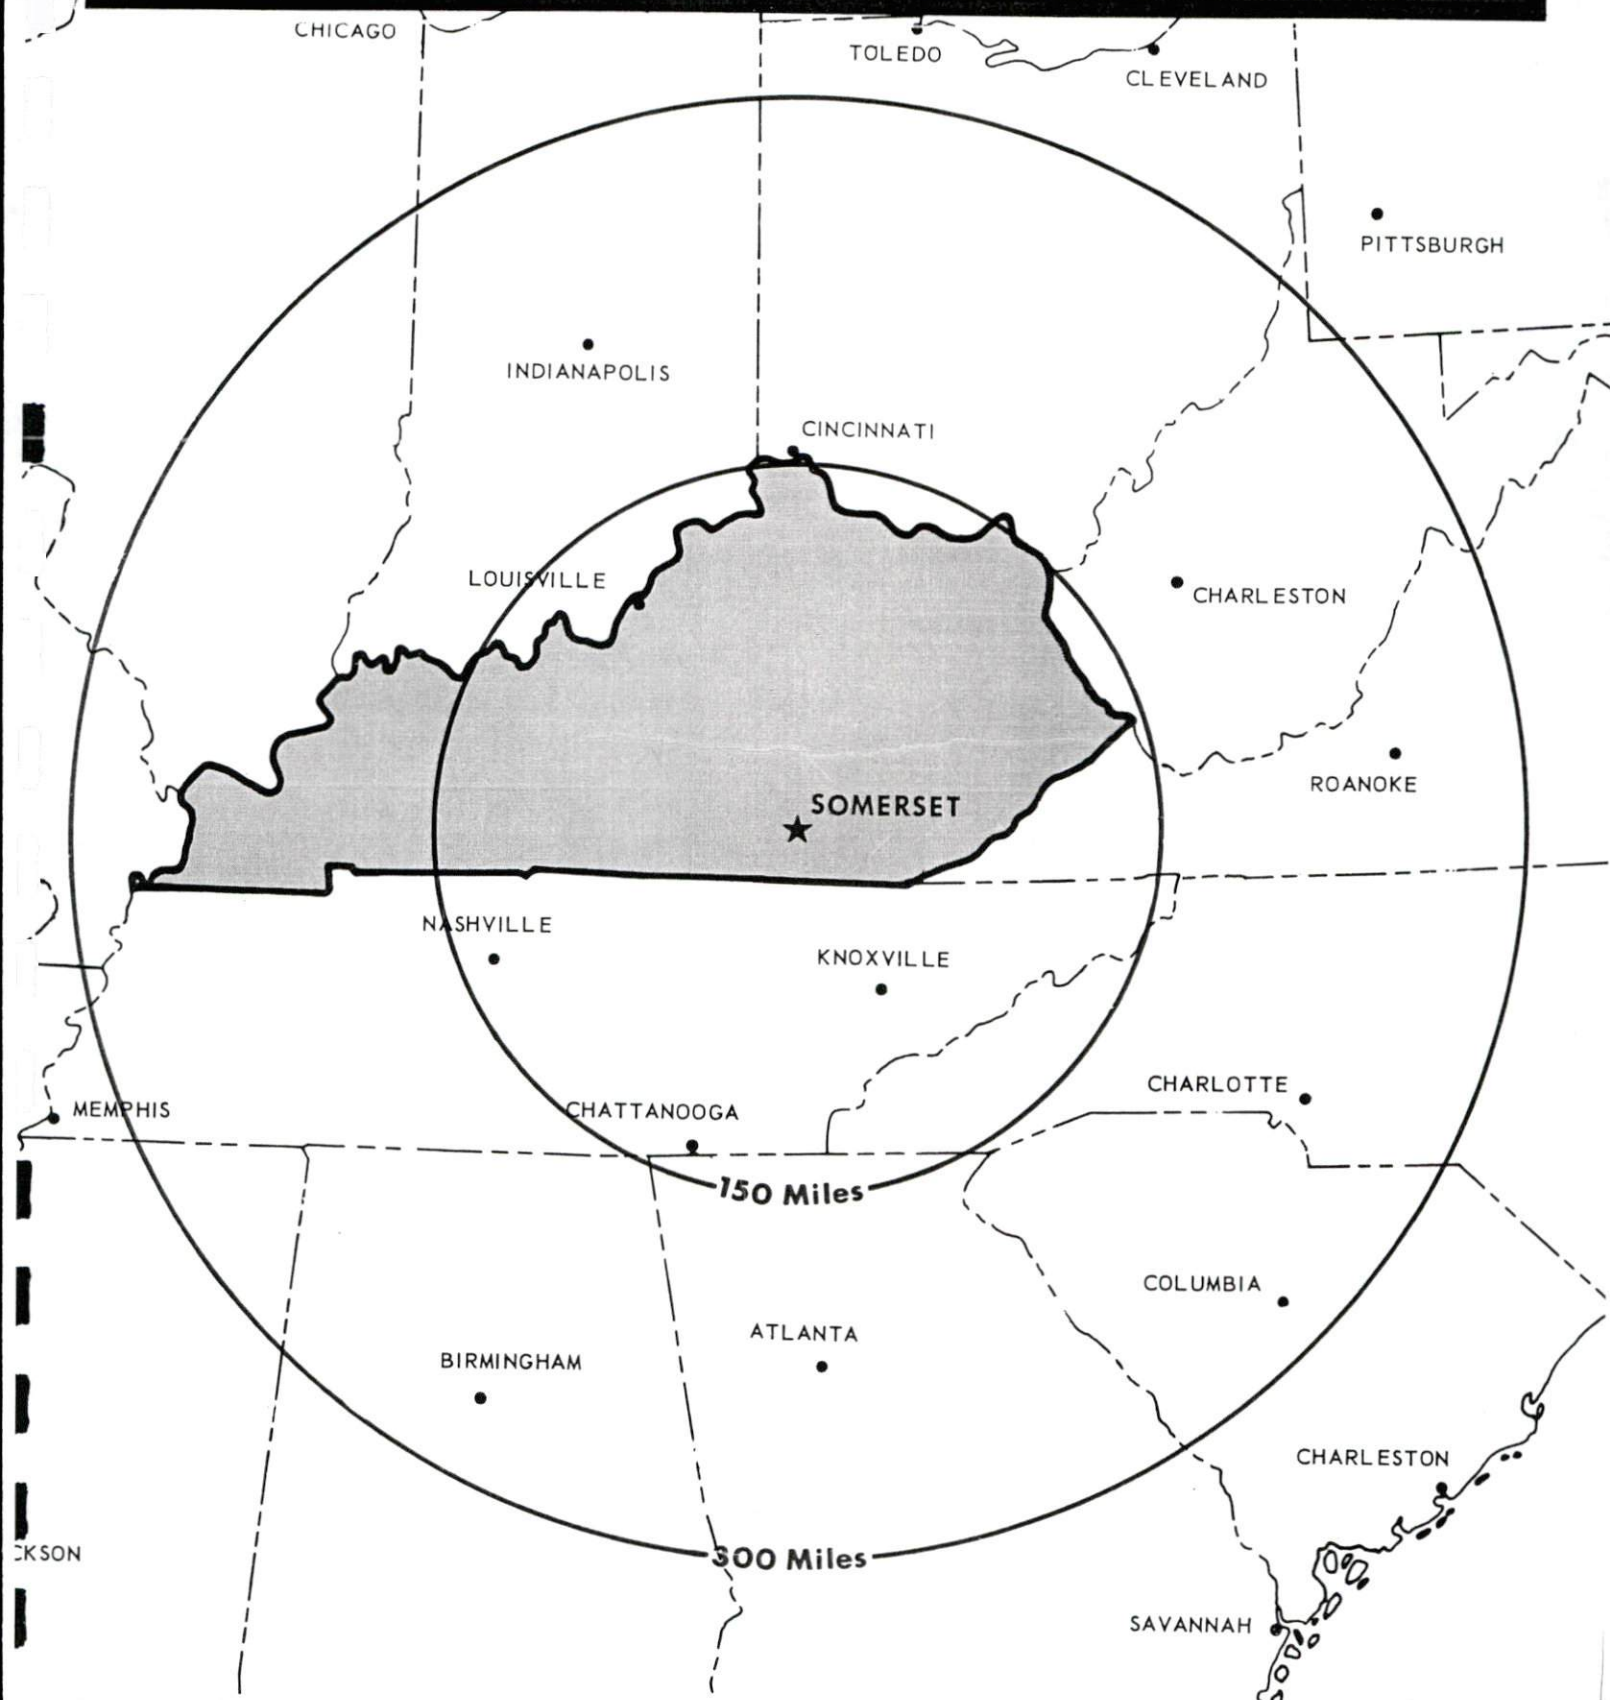 CHICAGO
TOLEDO
CLEVELAND
PITTSBURGH
INDIANAPOLIS
CINCINNATI
LOUISVILLE
CHARLESTON
ROANOKE
SOMERSET
NASHVILLE
KNOXVILLE
CHARLOTTE
MEMPHIS
CHATTANOOGA
150 Miles
COLUMBIA
ATLANTA
BIRMINGHAM
CHARLESTON
CKSON
300 Miles
SAVANNAH